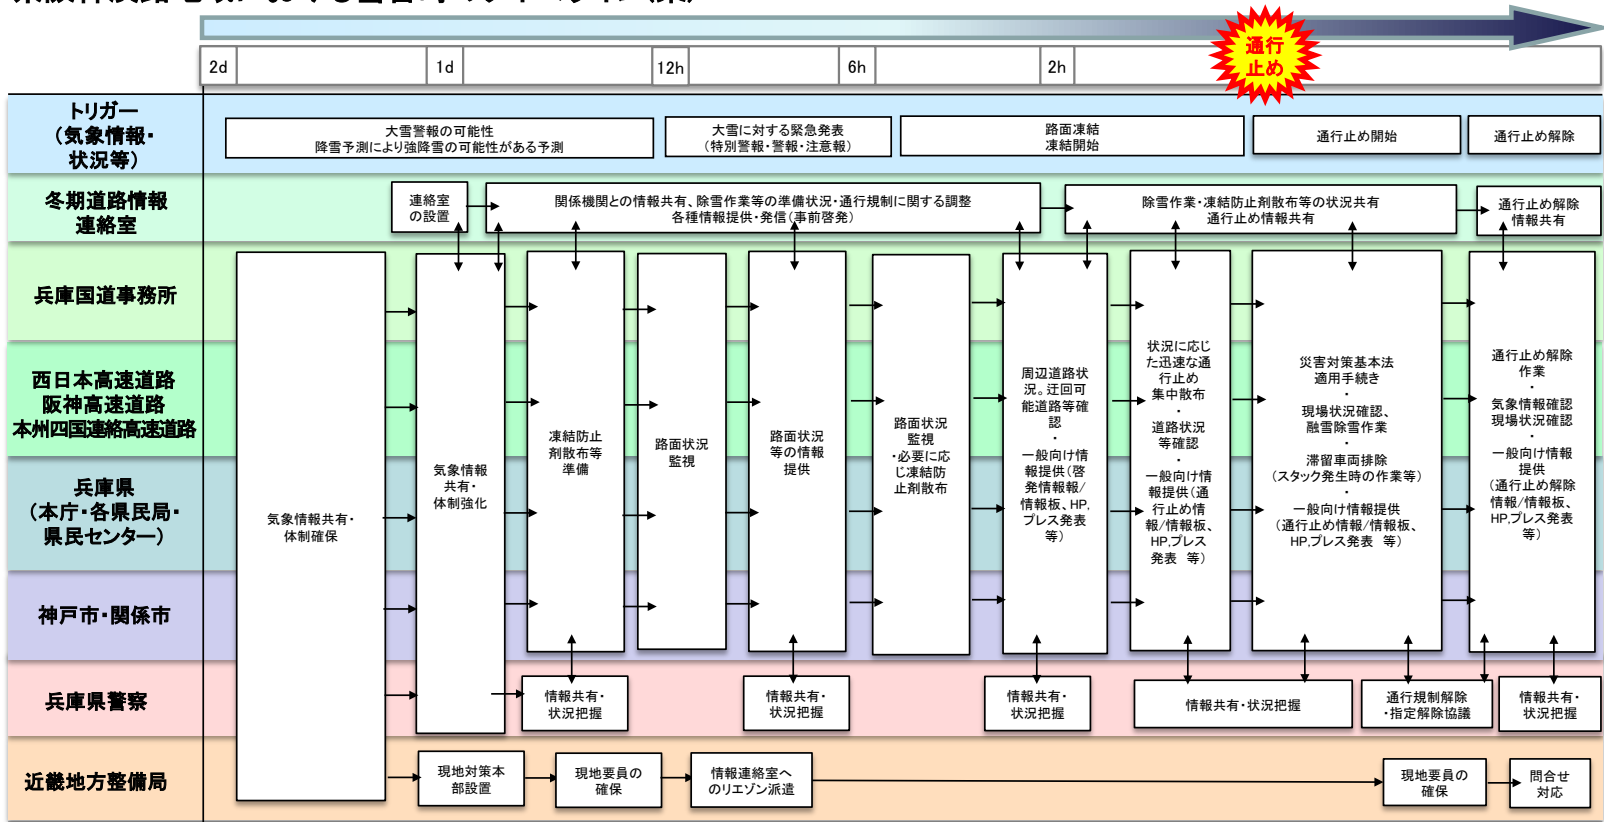 2d
1d
12h
6h
2h
通行
止め
トリガー
（気象情報・
状況等）
大雪警報の可能性
降雪予測により強降雪の可能性がある予測
大雪に対する緊急発表
（特別警報・警報・注意報）
路面凍結
凍結開始
通行止め開始
通行止め解除
冬期道路情報
連絡室
連絡室
の設置
関係機関との情報共有、除雪作業等の準備状況・通行規制に関する調整
各種情報提供・発信（事前啓発）
除雪作業・凍結防止剤散布等の状況共有
通行止め情報共有
通行止め解除
情報共有
兵庫国道事務所
西日本高速道路
阪神高速道路
本州四国連絡高速道路
兵庫県
（本庁・各県民局・
県民センター）
神戸市・関係市
兵庫県警察
近畿地方整備局
気象情報共有・
体制確保
気象情報
共有・
体制強化
凍結防止
剤散布等
準備
路面状況
監視
路面状況
等の情報
提供
路面状況
監視
・必要に応
じ凍結防
止剤散布
周辺道路状
況。迂回可
能道路等確
認
・
一般向け情
報提供（啓
発情報報/
情報板、HP,
プレス発表
等）
状況に応じ
た迅速な通
行止め
集中散布
・
道路状況
等確認
・
一般向け情
報提供（通
行止め情
報/情報板、
HP,プレス
発表 等）
災害対策基本法
適用手続き
・
現場状況確認、
融雪除雪作業
・
滞留車両排除
（スタック発生時の作業等）
・
一般向け情報提供
（通行止め情報/情報板、
HP,プレス発表 等）
通行止め解除
作業
・
気象情報確認
現場状況確認
・
一般向け情報
提供
（通行止め解除
情報/情報板、
HP,プレス発表
等）
情報共有・
状況把握
情報共有・
状況把握
情報共有・
状況把握
情報共有・状況把握
通行規制解除
・指定解除協議
情報共有・
状況把握
現地対策本
部設置
現地要員の
確保
情報連絡室へ
のリエゾン派遣
現地要員の
確保
問合せ
対応